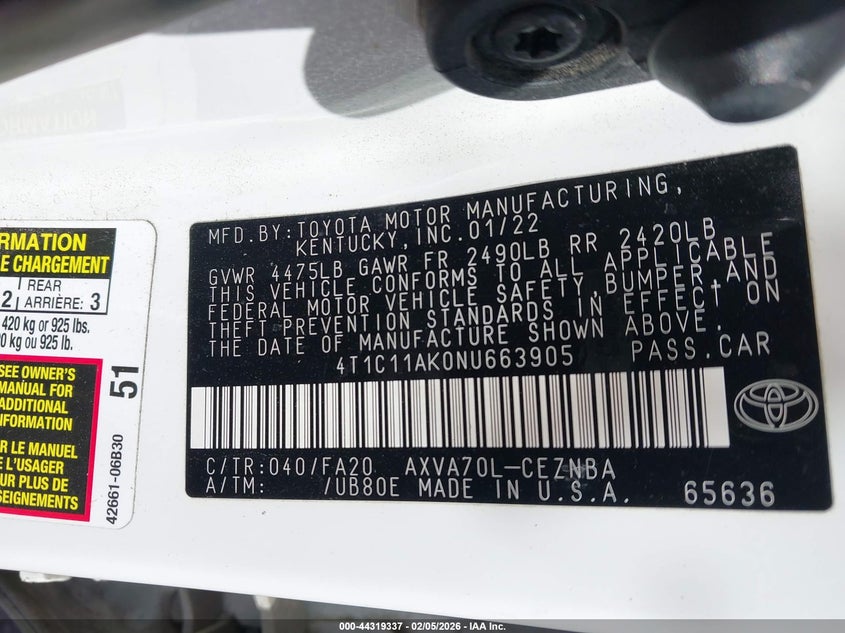 MFD.BY:TOYOTA MOTOR MANUFACTURING,
KENTUCKY,INC.01/22
GVWR 4475LB GAWR FR 2490LB RR 2420LB
THIS VEHICLE CONFORMS TO ALL APPLICABLE
FEDERAL MOTOR VEHICLE SAFETY,BUMPER,AND
THEFT PREVENTION STANDARDS IN EFFECT ON
THE DATE OF MANUFACTURE SHOWN ABOVE.
4T1C11AK0NU663905 PASS.CAR
C/TR:040/FA20 AXVA70L-CEZNBA
A/TM: /UB80E MADE IN U.S.A. 65636
RMATION
E CHARGEMENT
REAR
2 ARRIÈRE: 3
420 kg or 925 lbs.
0 kg ou 925 lb.
SEE OWNER'S
MANUAL FOR
ADDITIONAL
INFORMATION
R LE MANUEL
E L'USAGER
UR PLUS DE
SEIGNEMENTS
51
42661-06B30
000-44319337 - 02/05/2026 - IAA Inc.